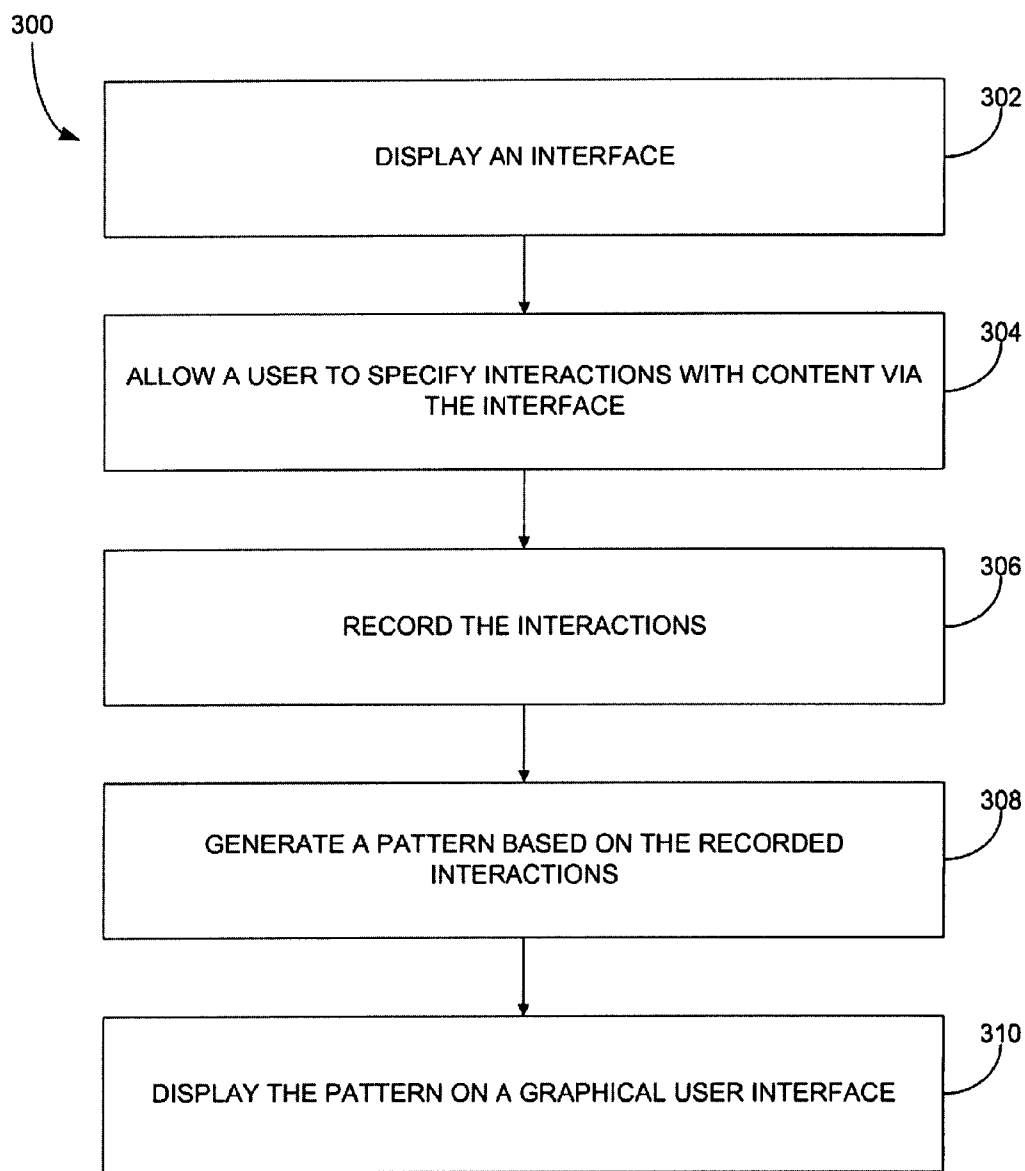 300
302
DISPLAY AN INTERFACE
304
ALLOW A USER TO SPECIFY INTERACTIONS WITH CONTENT VIA
THE INTERFACE
306
RECORD THE INTERACTIONS
308
GENERATE A PATTERN BASED ON THE RECORDED
INTERACTIONS
310
DISPLAY THE PATTERN ON A GRAPHICAL USER INTERFACE